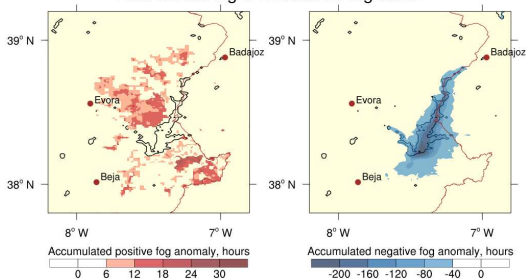 39° N
Badajoz
Evora
38° N
Beja
8° W
7° W
Accumulated positive fog anomaly, hours
0 6 12 18 24 30
39° N
Badajoz
Evora
38° N
Beja
8° W
7° W
Accumulated negative fog anomaly, hours
-200 -160 -120 -80 -40 0